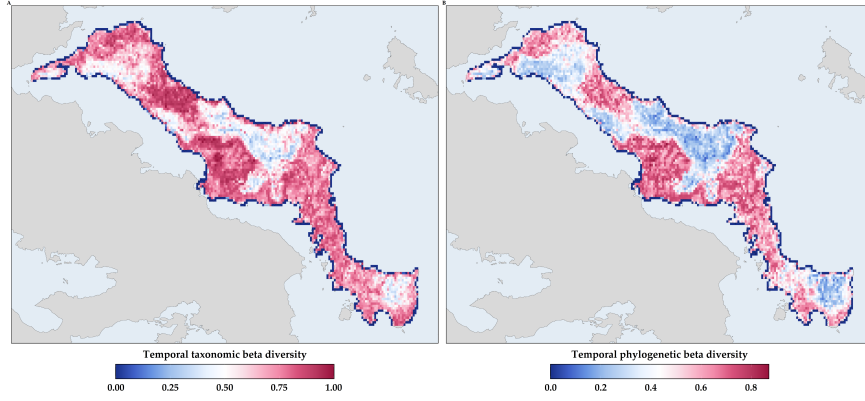 A
B
Temporal taxonomic beta diversity
0.00 0.25 0.50 0.75 1.00
Temporal phylogenetic beta diversity
0.0 0.2 0.4 0.6 0.8